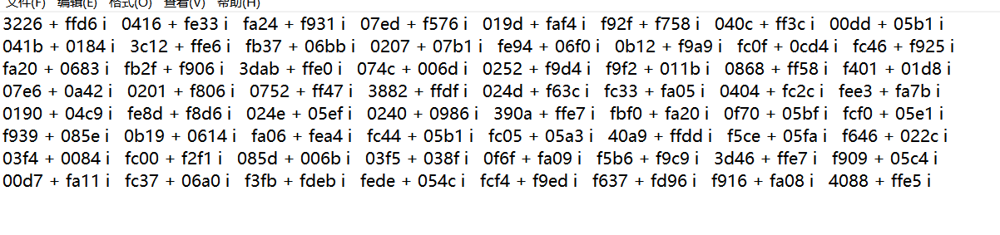 文件(F) 编辑(E) 格式(O) 查看(V) 帮助(H)
3226 + ffd6 i 0416 + fe33 i fa24 + f931 i 07ed + f576 i 019d + faf4 i f92f + f758 i 040c + ff3c i 00dd + 05b1 i
041b + 0184 i 3c12 + ffe6 i fb37 + 06bb i 0207 + 07b1 i fe94 + 06f0 i 0b12 + f9a9 i fc0f + 0cd4 i fc46 + f925 i
fa20 + 0683 i fb2f + f906 i 3dab + ffe0 i 074c + 006d i 0252 + f9d4 i f9f2 + 011b i 0868 + ff58 i f401 + 01d8 i
07e6 + 0a42 i 0201 + f806 i 0752 + ff47 i 3882 + ffdf i 024d + f63c i fc33 + fa05 i 0404 + fc2c i fee3 + fa7b i
0190 + 04c9 i fe8d + f8d6 i 024e + 05ef i 0240 + 0986 i 390a + ffe7 i fbf0 + fa20 i 0f70 + 05bf i fcf0 + 05e1 i
f939 + 085e i 0b19 + 0614 i fa06 + fea4 i fc44 + 05b1 i fc05 + 05a3 i 40a9 + ffdd i f5ce + 05fa i f646 + 022c i
03f4 + 0084 i fc00 + f2f1 i 085d + 006b i 03f5 + 038f i 0f6f + fa09 i f5b6 + f9c9 i 3d46 + ffe7 i f909 + 05c4 i
00d7 + fa11 i fc37 + 06a0 i f3fb + fdeb i fede + 054c i fcf4 + f9ed i f637 + fd96 i f916 + fa08 i 4088 + ffe5 i